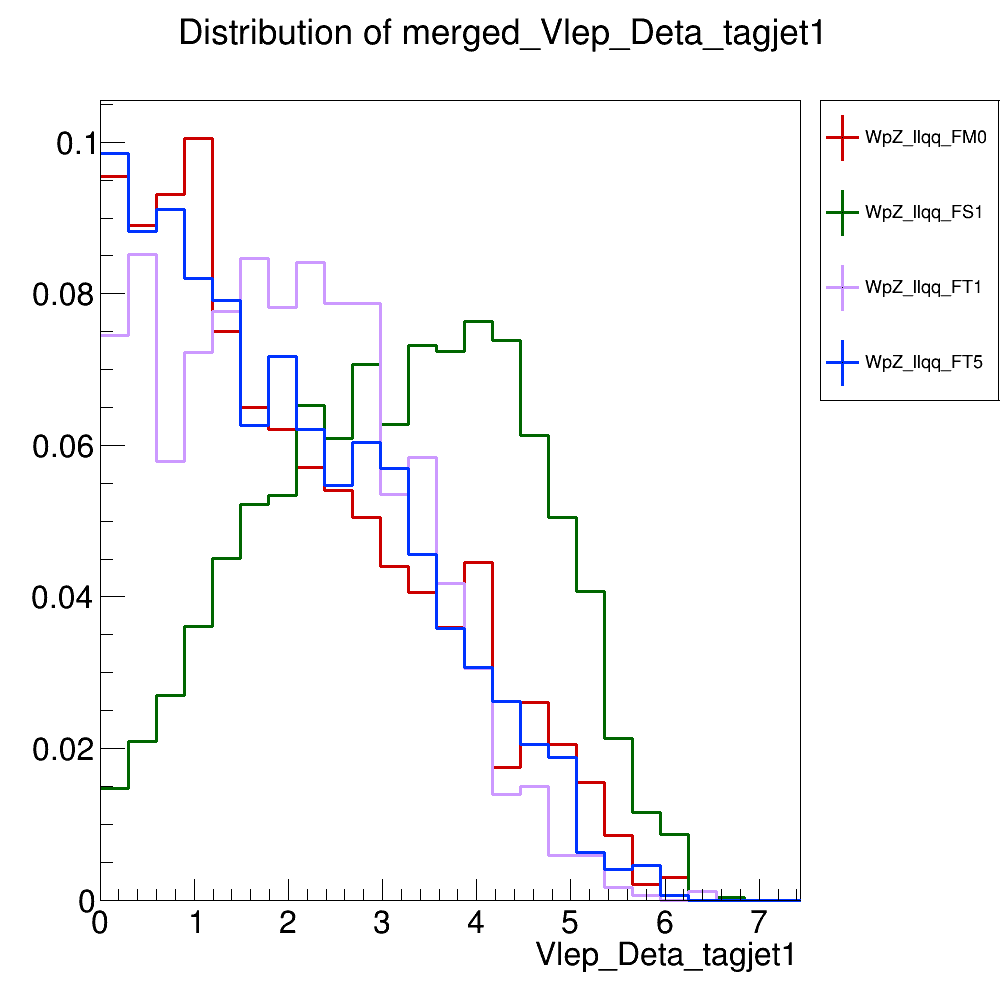 Distribution of merged_Vlep_Deta_tagjet1
0.1
0.08
0.06
0.04
0.02
0
0 1 2 3 4 5 6 7
Vlep_Deta_tagjet1
WpZ_llqq_FM0
WpZ_llqq_FS1
WpZ_llqq_FT1
WpZ_llqq_FT5